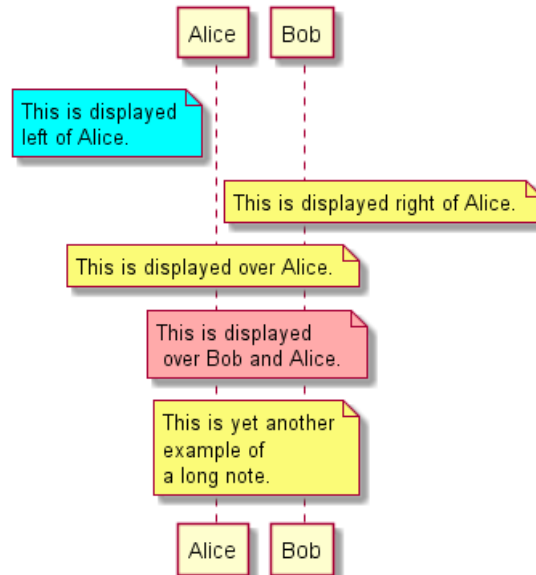 Alice Bob
This is displayed
left of Alice.
This is displayed right of Alice.
This is displayed over Alice.
This is displayed
over Bob and Alice.
This is yet another
example of
a long note.
Alice Bob